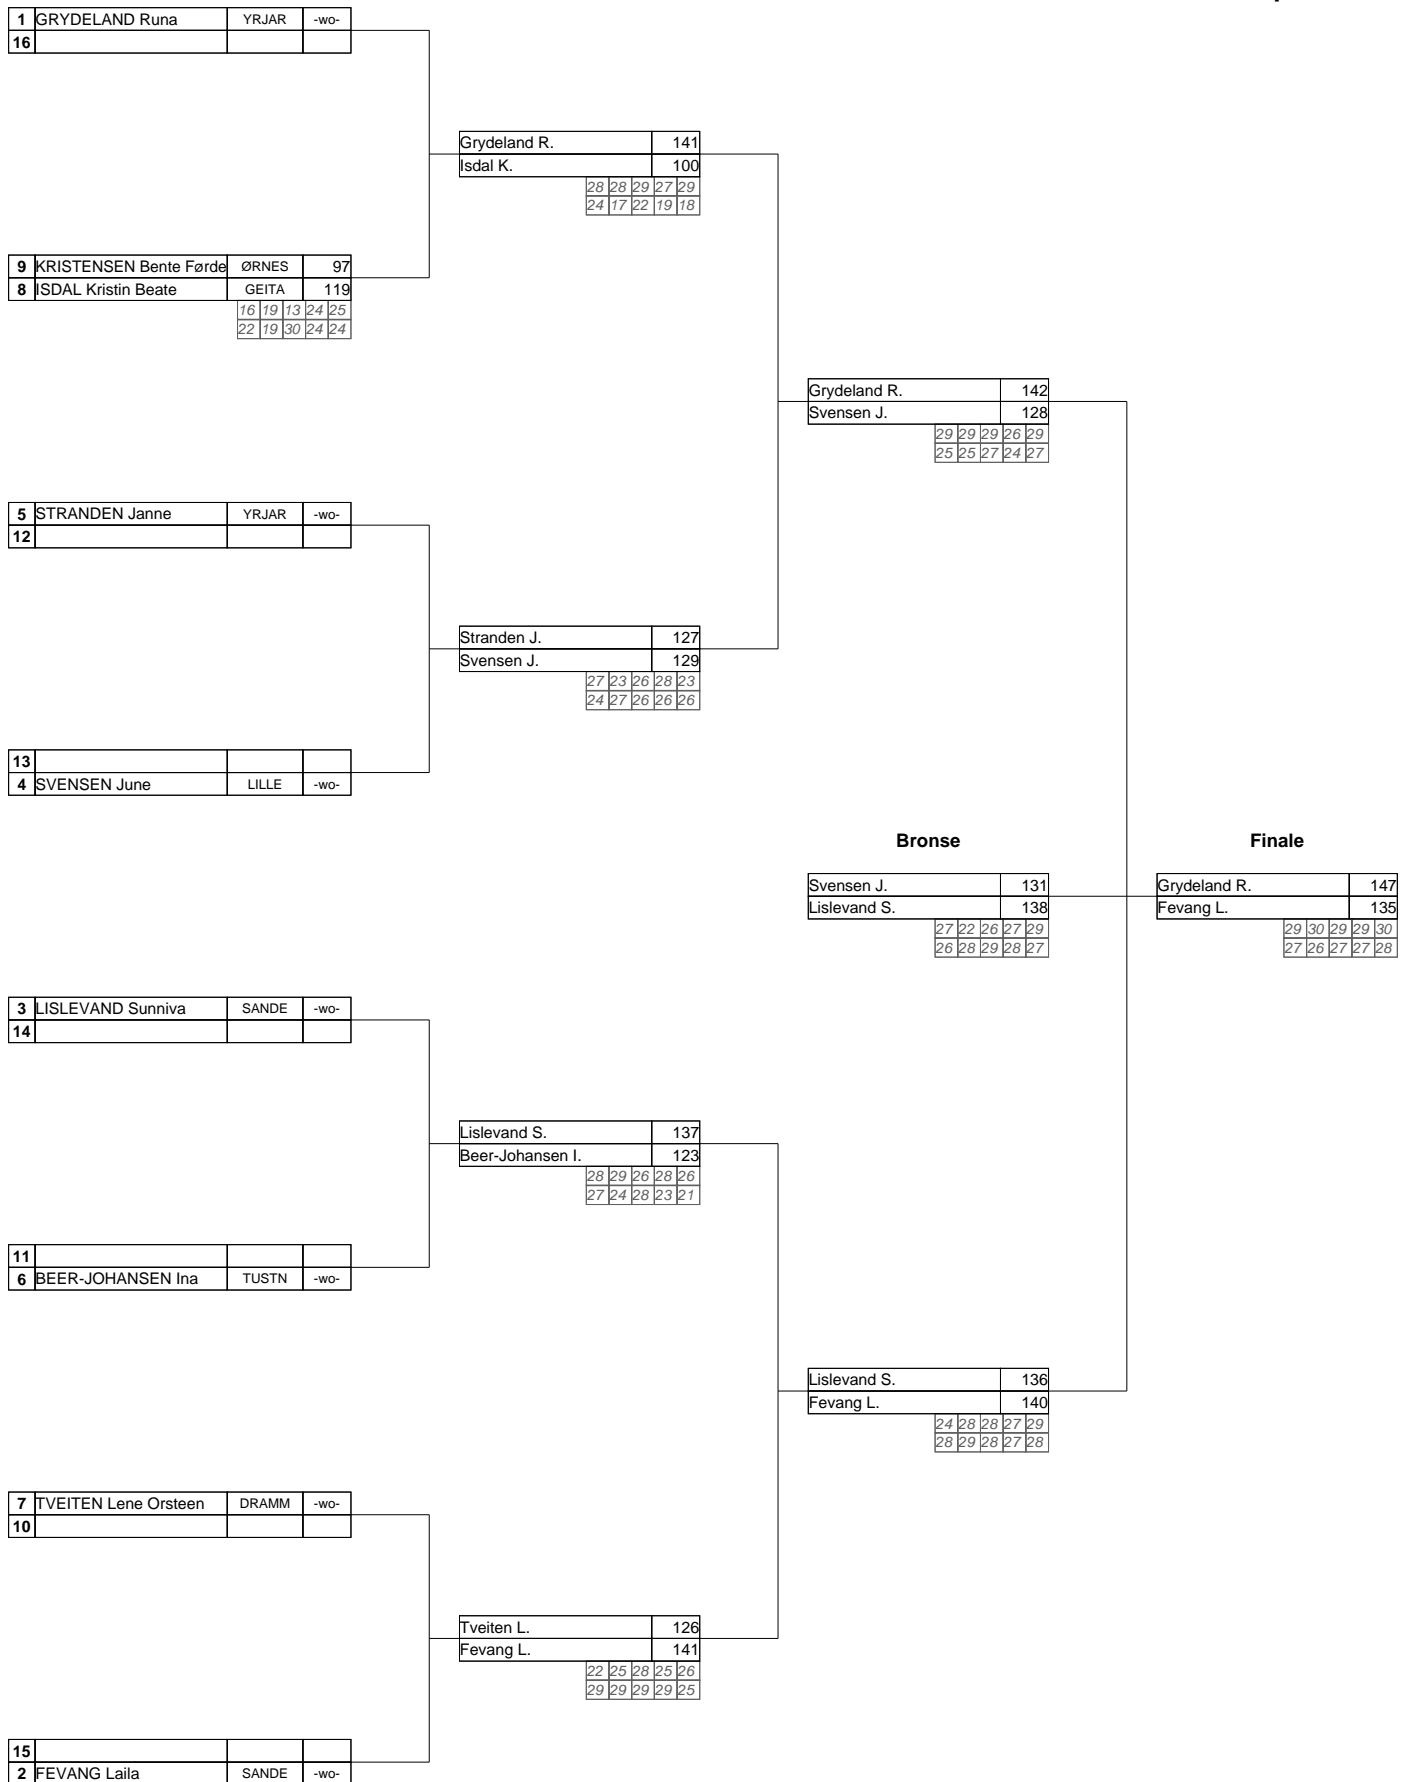 1 GRYDELAND Runa YRJAR -wo-
16
Grydeland R. 141
Isdal K. 100
28 28 29 27 29
24 17 22 19 18
9 KRISTENSEN Bente Førde ØRNES 97
8 ISDAL Kristin Beate GEITA 119
16 19 13 24 25
22 19 30 24 24
Grydeland R. 142
Svensen J. 128
29 29 29 26 29
25 25 27 24 27
5 STRANDEN Janne YRJAR -wo-
12
Stranden J. 127
Svensen J. 129
27 23 26 28 23
24 27 26 26 26
13
4 SVENSEN June LILLE -wo-
Bronse Finale
Svensen J. 131 Grydeland R. 147
Lislevand S. 138 Fevang L. 135
27 22 26 27 29 29 30 29 29 30
26 28 29 28 27 27 26 27 27 28
3 LISLEVAND Sunniva SANDE -wo-
14
Lislevand S. 137
Beer-Johansen I. 123
28 29 26 28 26
27 24 28 23 21
11
6 BEER-JOHANSEN Ina TUSTN -wo-
Lislevand S. 136
Fevang L. 140
24 28 28 27 29
28 29 28 27 28
7 TVEITEN Lene Orsteen DRAMM -wo-
10
Tveiten L. 126
Fevang L. 141
22 25 28 25 26
29 29 29 29 25
15
2 FEVANG Laila SANDE -wo-